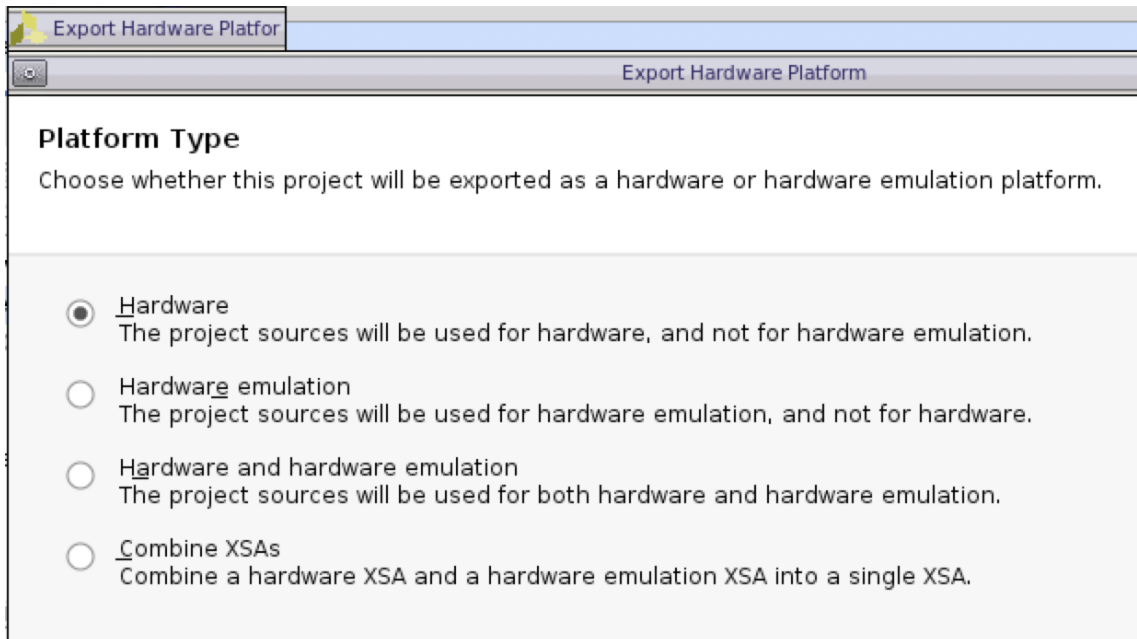 Export Hardware Platfor
Export Hardware Platform
Platform Type
Choose whether this project will be exported as a hardware or hardware emulation platform.
Hardware
The project sources will be used for hardware, and not for hardware emulation.
Hardware emulation
The project sources will be used for hardware emulation, and not for hardware.
Hardware and hardware emulation
The project sources will be used for both hardware and hardware emulation.
Combine XSAs
Combine a hardware XSA and a hardware emulation XSA into a single XSA.